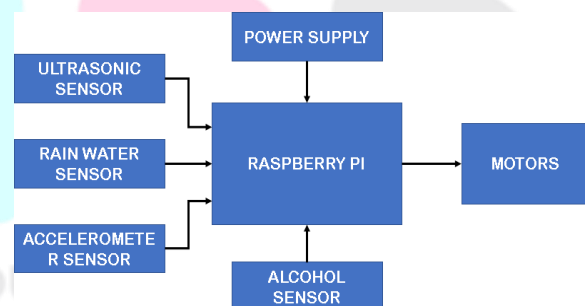 POWER SUPPLY
ULTRASONIC
SENSOR
RAIN WATER
SENSOR
RASPBERRY PI
MOTORS
ACCELEROMETE
R SENSOR
ALCOHOL
SENSOR